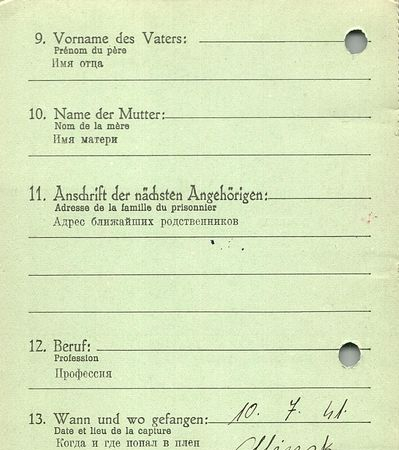 9. Vorname des Vaters:
Prénom du père
Имя отца
10. Name der Mutter:
Nom de la mère
Имя матери
11. Anschrift der nächsten Angehörigen:
Adresse de la famille du prisonnier
Адрес ближайших родственников
12. Beruf:
Profession
Профессия
13. Wann und wo gefangen: 10. 7. 41.
Date et lieu de la capture
Когда и где попал в плен Minsk